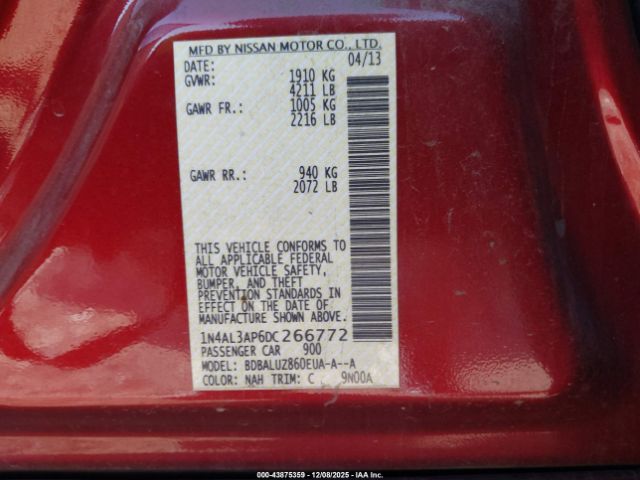 MFD BY NISSAN MOTOR CO., LTD.
DATE: 04/13
GVWR: 1910 KG
4211 LB
GAWR FR.: 1005 KG
2216 LB
GAWR RR.: 940 KG
2072 LB
THIS VEHICLE CONFORMS TO
ALL APPLICABLE FEDERAL
MOTOR VEHICLE SAFETY,
BUMPER, AND THEFT
PREVENTION STANDARDS IN
EFFECT ON THE DATE OF
MANUFACTURE SHOWN ABOVE.
1N4AL3AP6DC266772
PASSENGER CAR 900
MODEL: BDBALUZ860EUA-A--A
COLOR: NAH TRIM: C 9N00A
000-43875359 | 12/08/2025 | IAA Inc.